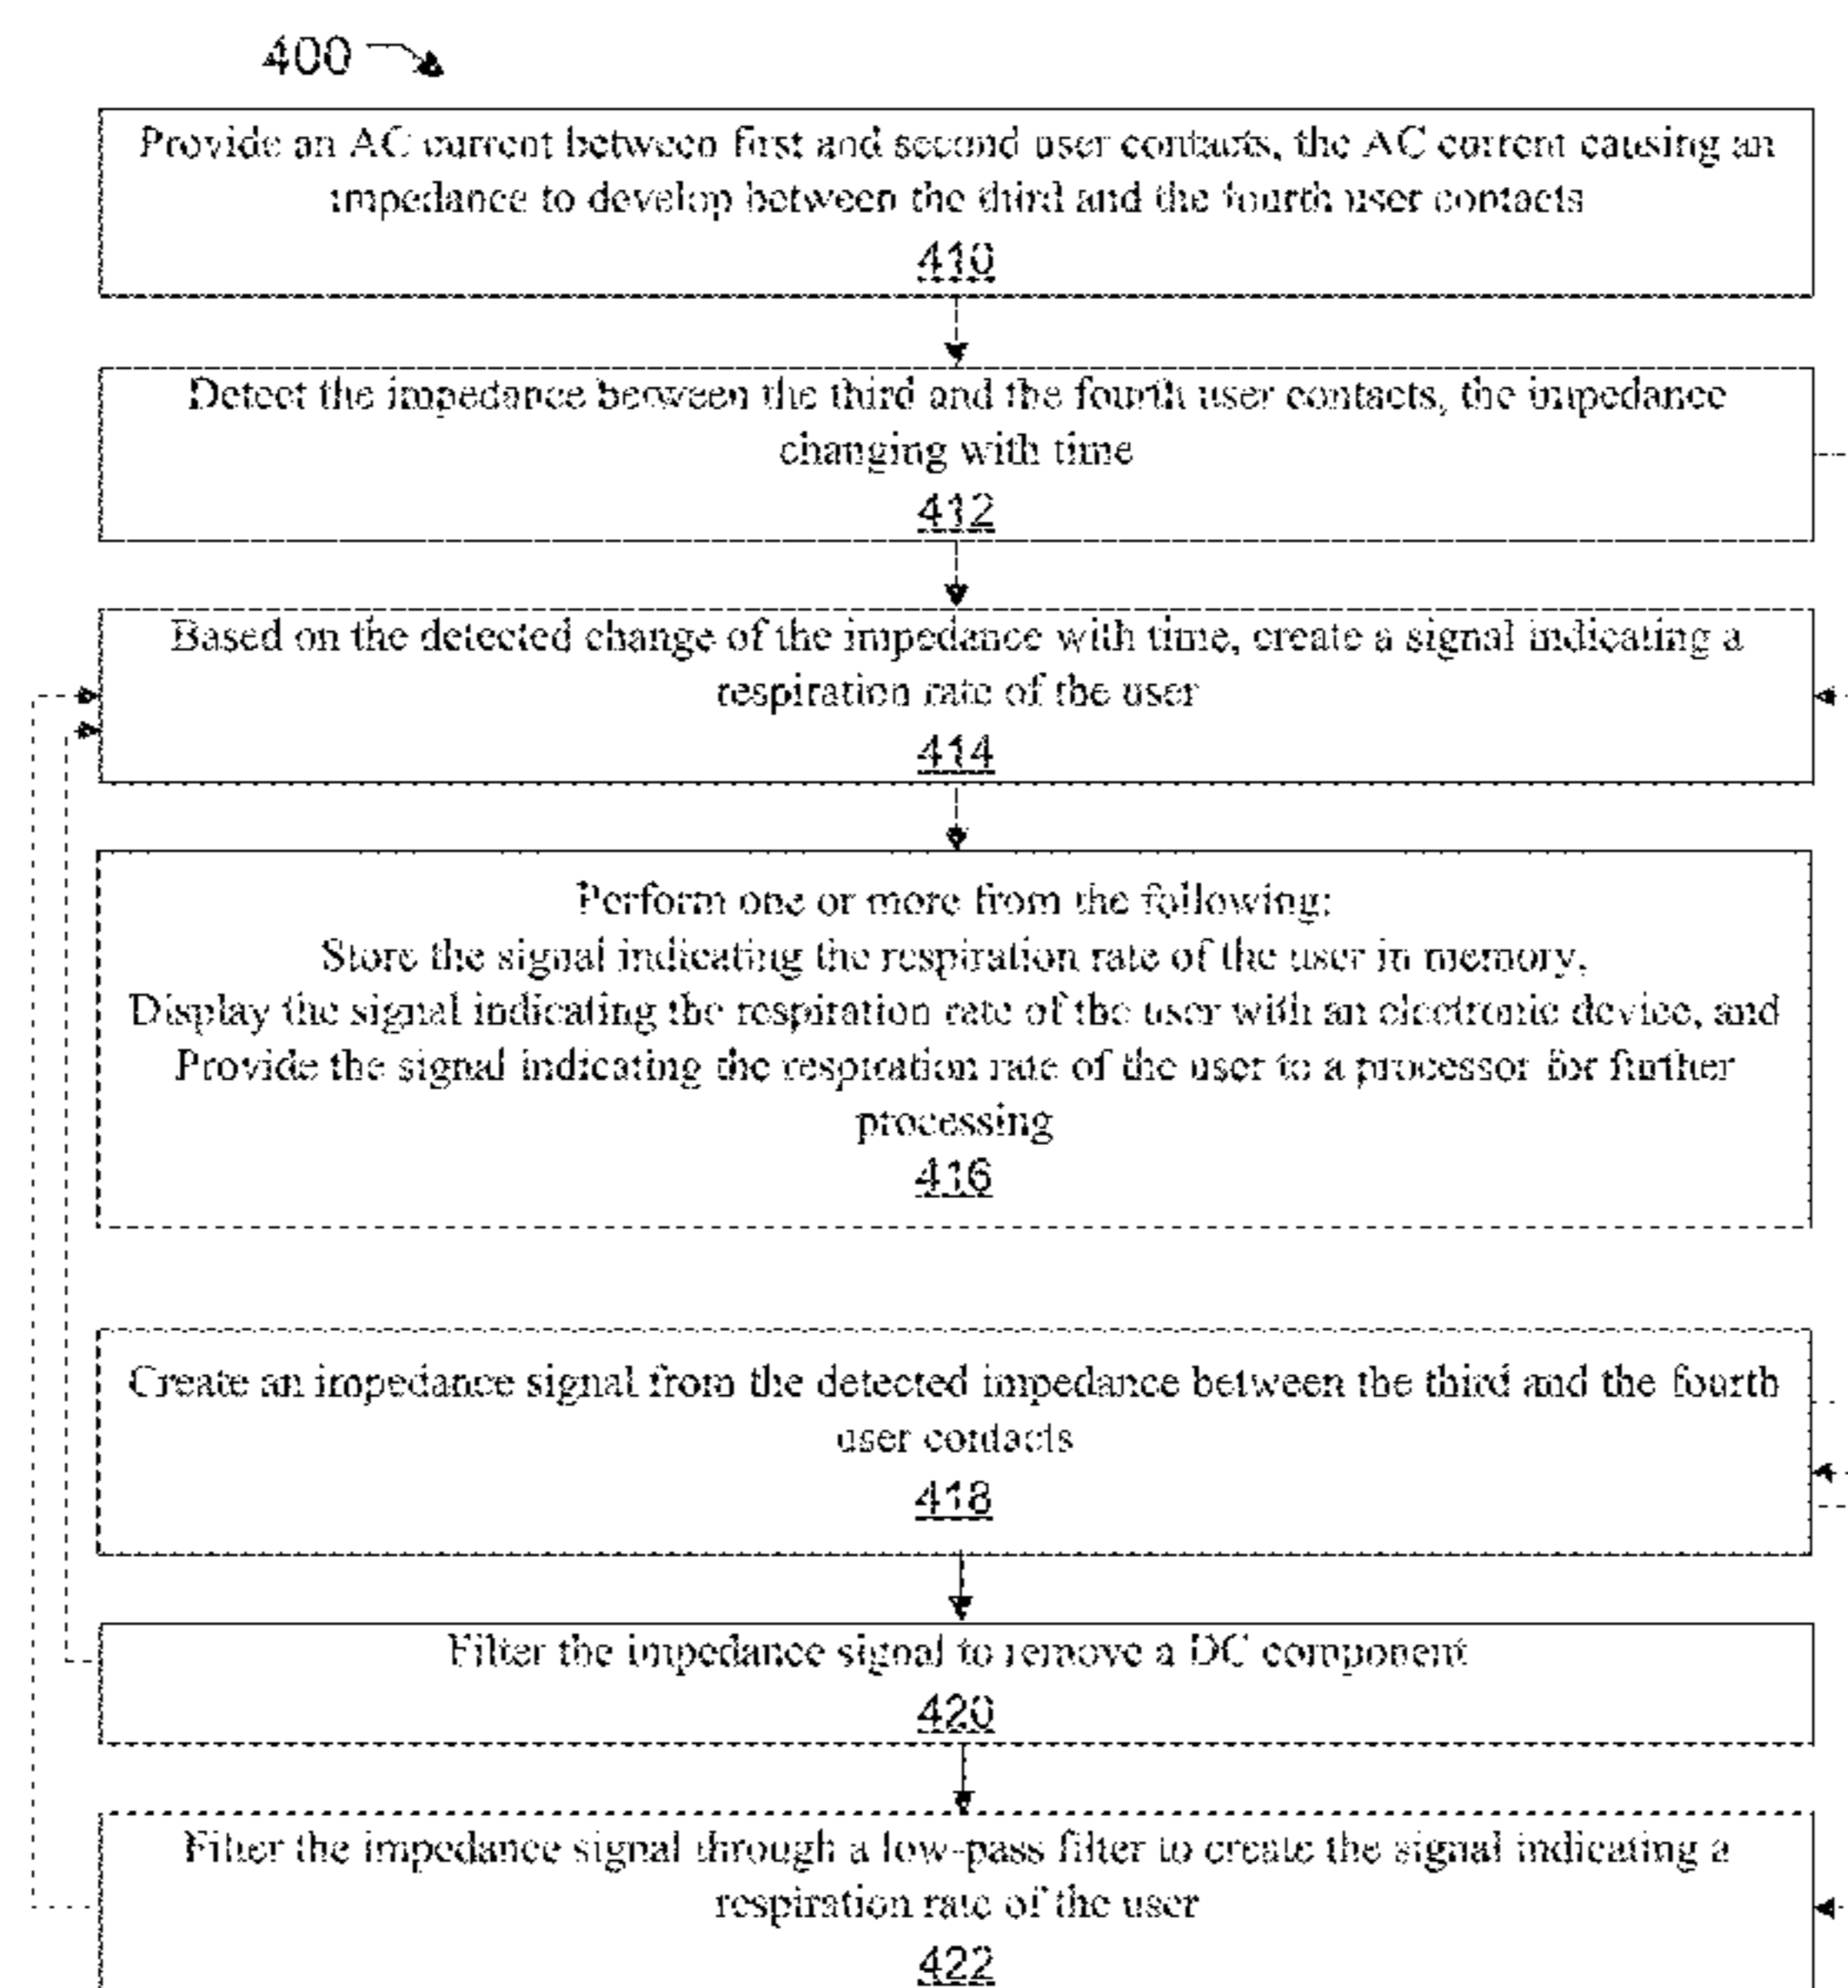 400
Provide an AC current between first and second user contacts, the AC current causing an
impedance to develop between the third and the fourth user contacts
410
Detect the impedance between the third and the fourth user contacts, the impedance
changing with time
412
Based on the detected change of the impedance with time, create a signal indicating a
respiration rate of the user
414
Perform one or more from the following:
Store the signal indicating the respiration rate of the user in memory,
Display the signal indicating the respiration rate of the user with an electronic device, and
Provide the signal indicating the respiration rate of the user to a processor for further
processing
416
Create an impedance signal from the detected impedance between the third and the fourth
user contacts
418
Filter the impedance signal to remove a DC component
420
Filter the impedance signal through a low-pass filter to create the signal indicating a
respiration rate of the user
422